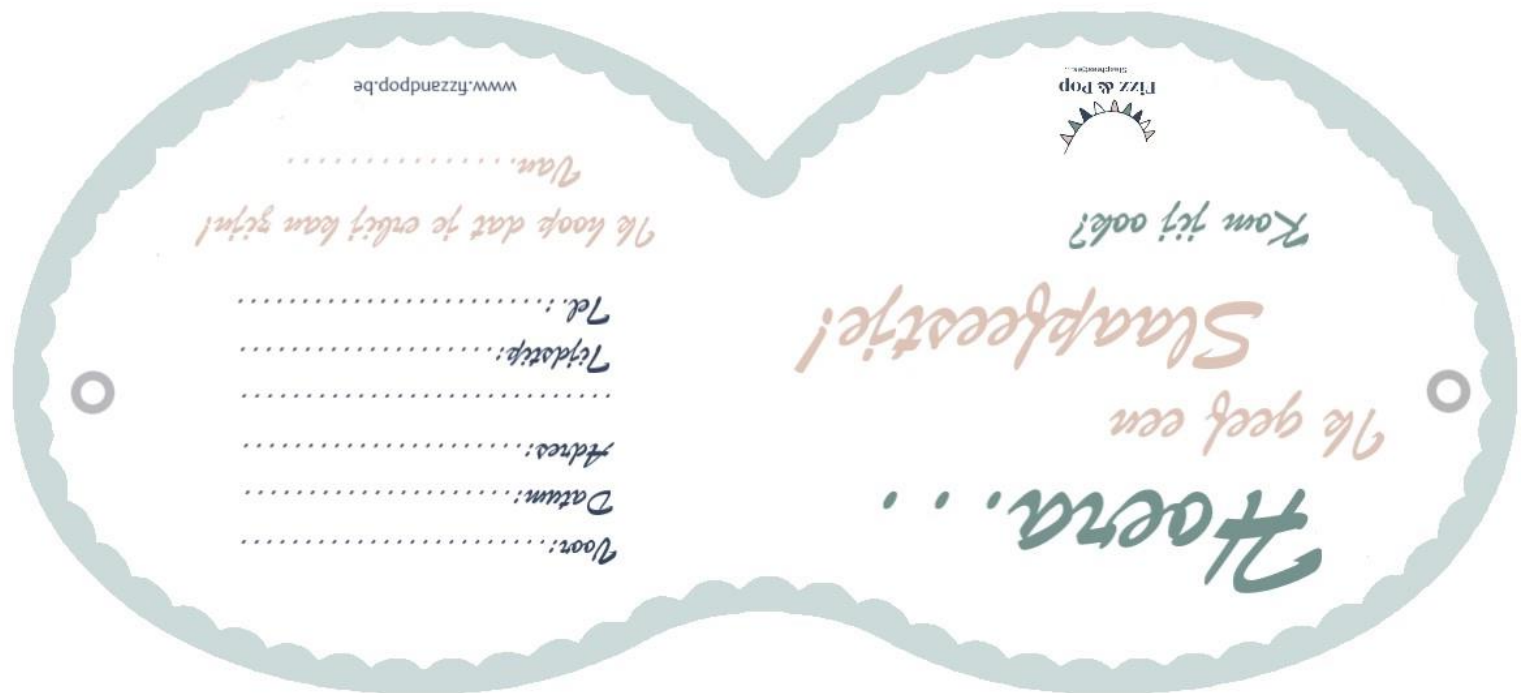 Hoera.....
Ik geef een
Slaapfeestje!
Kom jij ook?
Fizz & Pop
Voor:..............................
Datum:..............................
Adres:..............................
..............................
Tijdstip:..............................
Tel.:..............................
Ik hoop dat je erbij kan zijn!
Van..................
www.fizzandpop.be